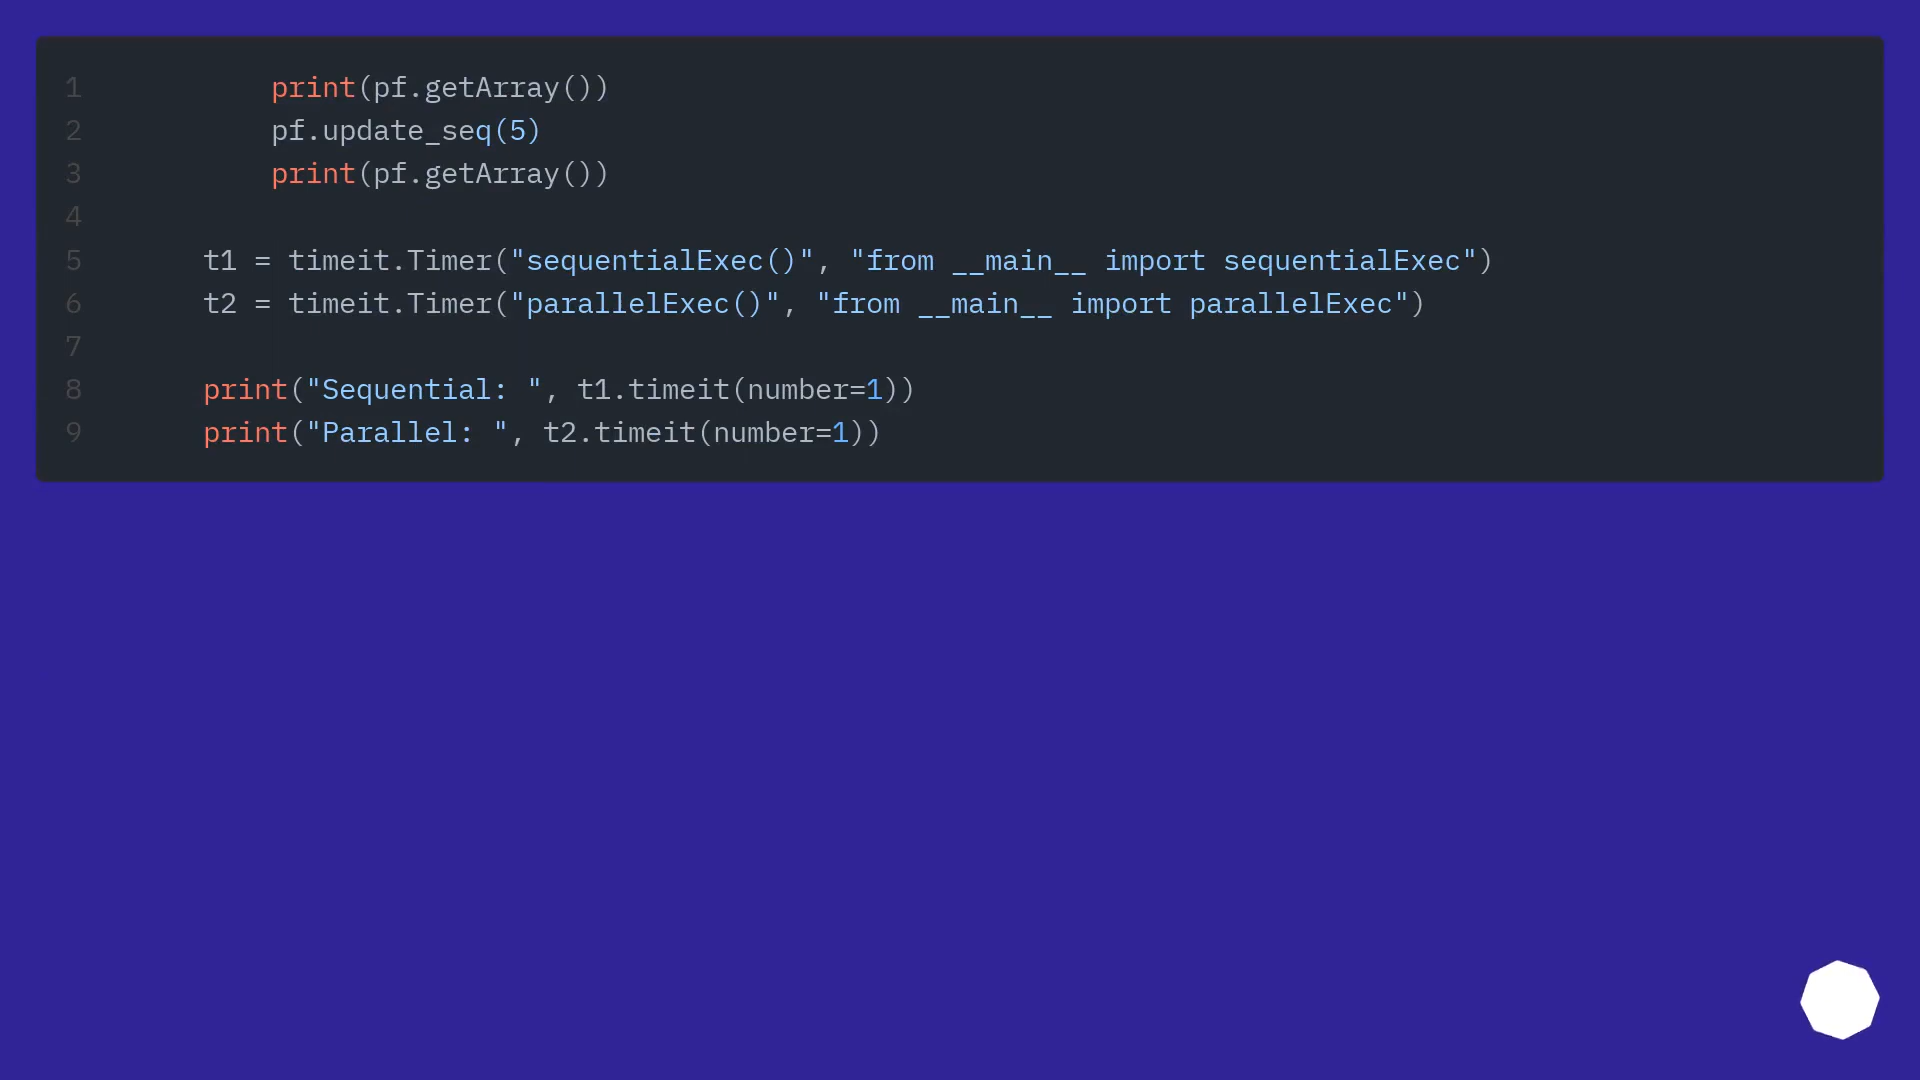 1 print(pf.getArray())
2 pf.update_seq(5)
3 print(pf.getArray())
4
5 t1 = timeit.Timer("sequentialExec()", "from __main__ import sequentialExec")
6 t2 = timeit.Timer("parallelExec()", "from __main__ import parallelExec")
7
8 print("Sequential: ", t1.timeit(number=1))
9 print("Parallel: ", t2.timeit(number=1))